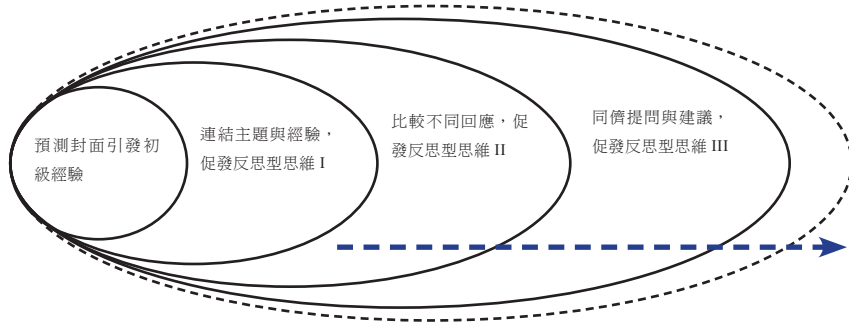 預測封面引發初
級經驗
連結主題與經驗，
促發反思型思維 I
比較不同回應，促
發反思型思維 II
同儕提問與建議，
促發反思型思維 III